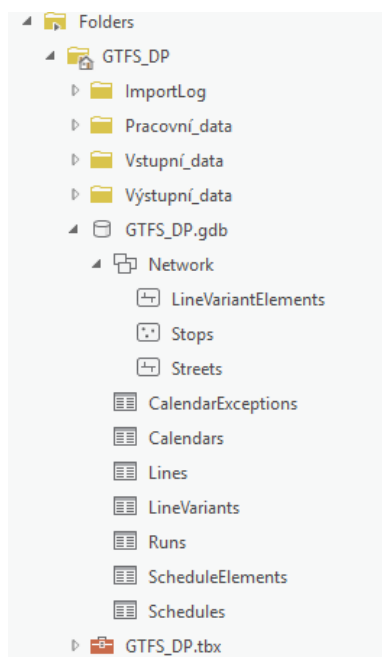 Folders
GTFS_DP
ImportLog
Pracovní_data
Vstupní_data
Výstupní_data
GTFS_DP.gdb
Network
LineVariantElements
Stops
Streets
CalendarExceptions
Calendars
Lines
LineVariants
Runs
ScheduleElements
Schedules
GTFS_DP.tbx